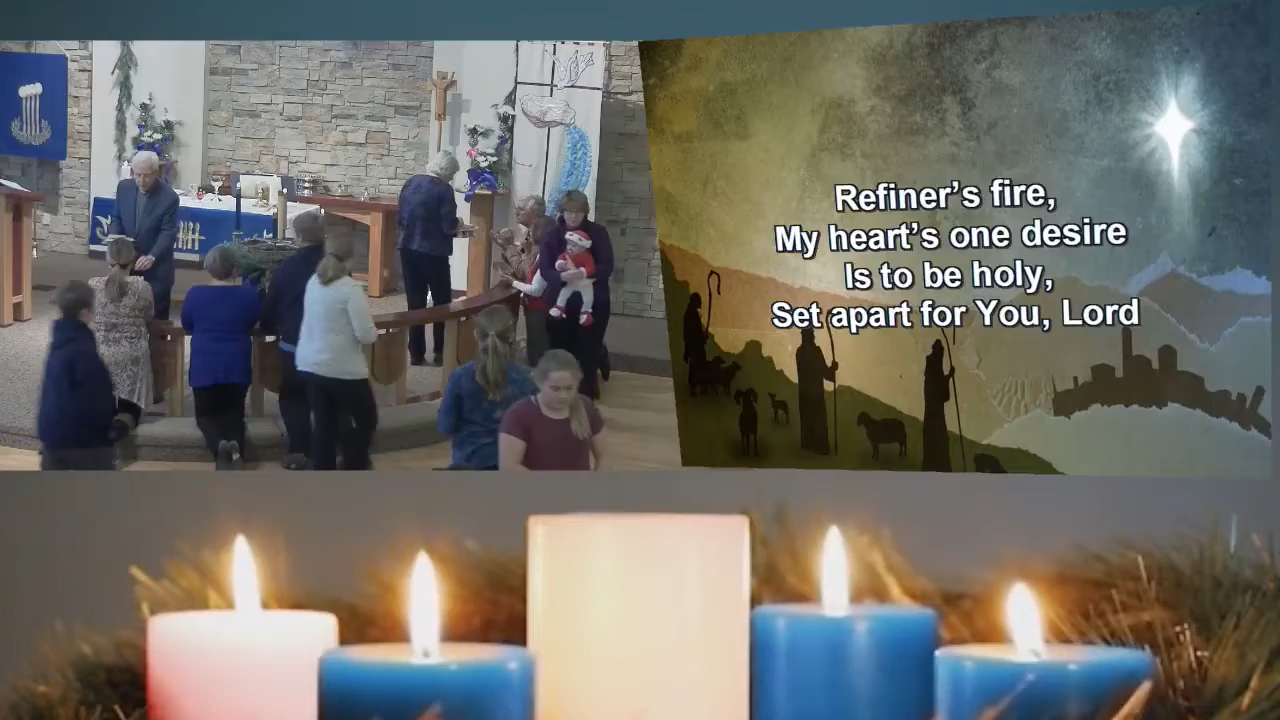 Refiner's fire,
My heart's one desire
Is to be holy,
Set apart for You, Lord